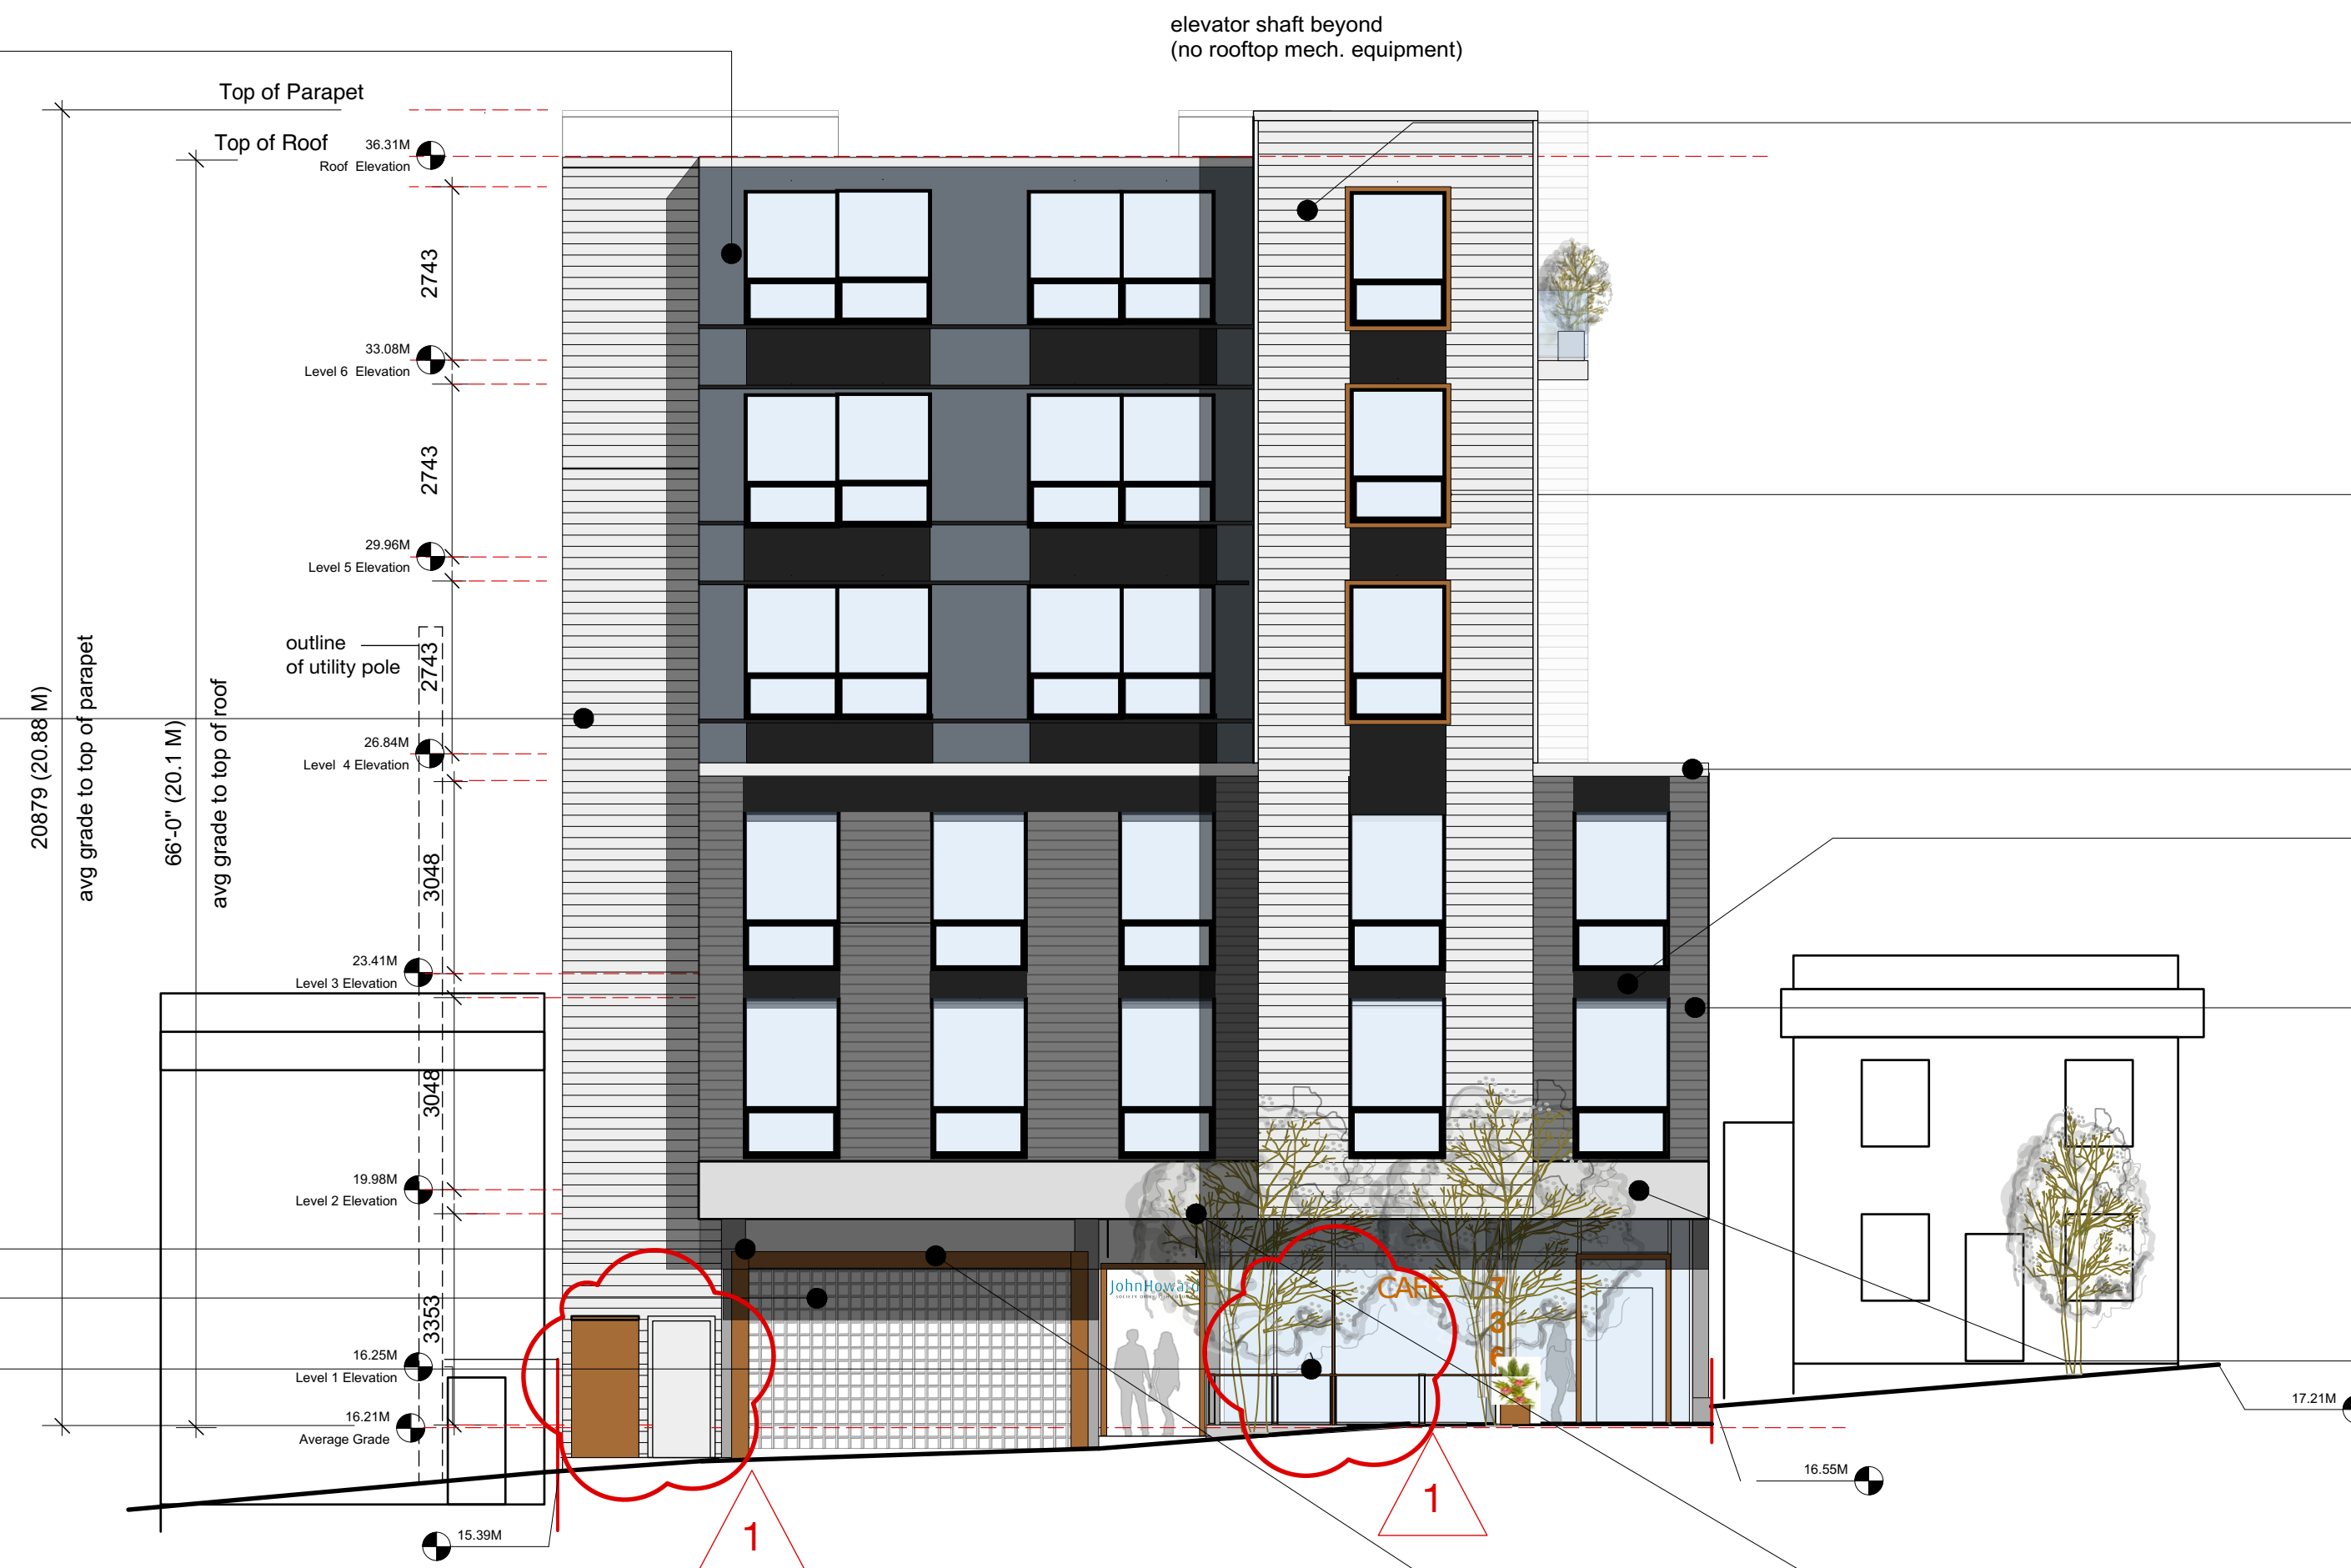 elevator shaft beyond
(no rooftop mech. equipment)
Top of Parapet
Top of Roof
36.31M
Roof Elevation
2743
33.08M
Level 6 Elevation
2743
29.96M
Level 5 Elevation
outline
of utility pole
2743
20879 (20.88 M)
avg grade to top of parapet
66'-0" (20.1 M)
avg grade to top of roof
26.84M
Level 4 Elevation
3048
23.41M
Level 3 Elevation
3048
19.98M
Level 2 Elevation
3353
16.25M
Level 1 Elevation
16.21M
Average Grade
15.39M
JohnHoward
CAFE
7
3
6
17.21M
16.55M
1
1